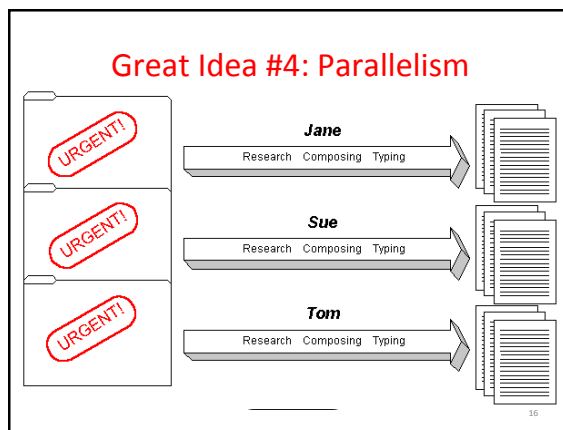 Great Idea #4: Parallelism
URGENT!
Jane
Research Composing Typing
URGENT!
Sue
Research Composing Typing
URGENT!
Tom
Research Composing Typing
16